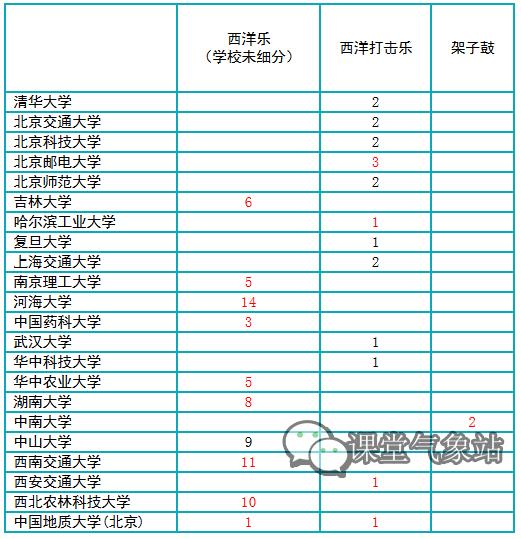 西洋乐
（学校未细分） 西洋打击乐 架子鼓
清华大学 2
北京交通大学 2
北京科技大学 2
北京邮电大学 3
北京师范大学 2
吉林大学 6
哈尔滨工业大学 1
复旦大学 1
上海交通大学 2
南京理工大学 5
河海大学 14
中国药科大学 3
武汉大学 1
华中科技大学 1
华中农业大学 5
湖南大学 8
中南大学 2
中山大学 9
西南交通大学 11
西安交通大学 1
西北农林科技大学 10
中国地质大学(北京) 1 1
课堂气象站